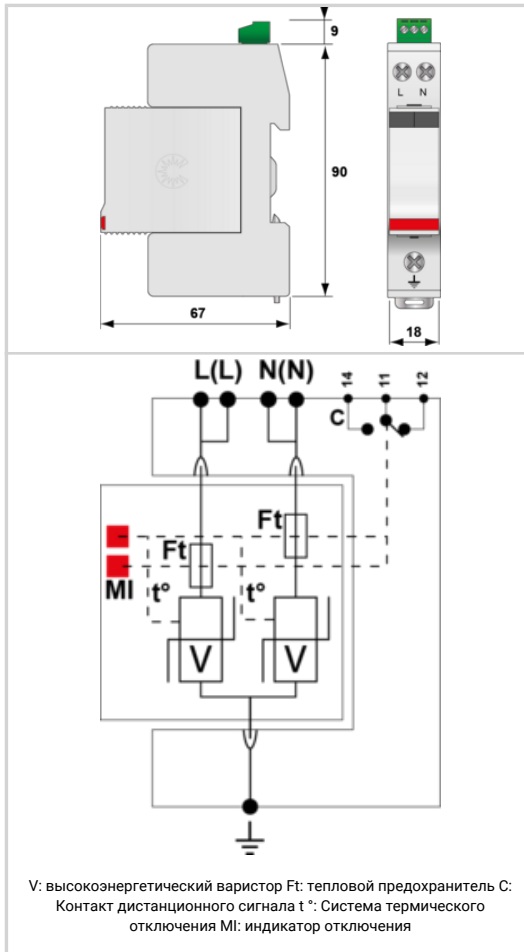 9
90
L N
67
18
L(L) N(N)
14 11 12
C
Ft
Ft
MI
t° t°
V V
V: высокоэнергетический варистор Ft: тепловой предохранитель C:
Контакт дистанционного сигнала t °: Система термического
отключения MI: индикатор отключения